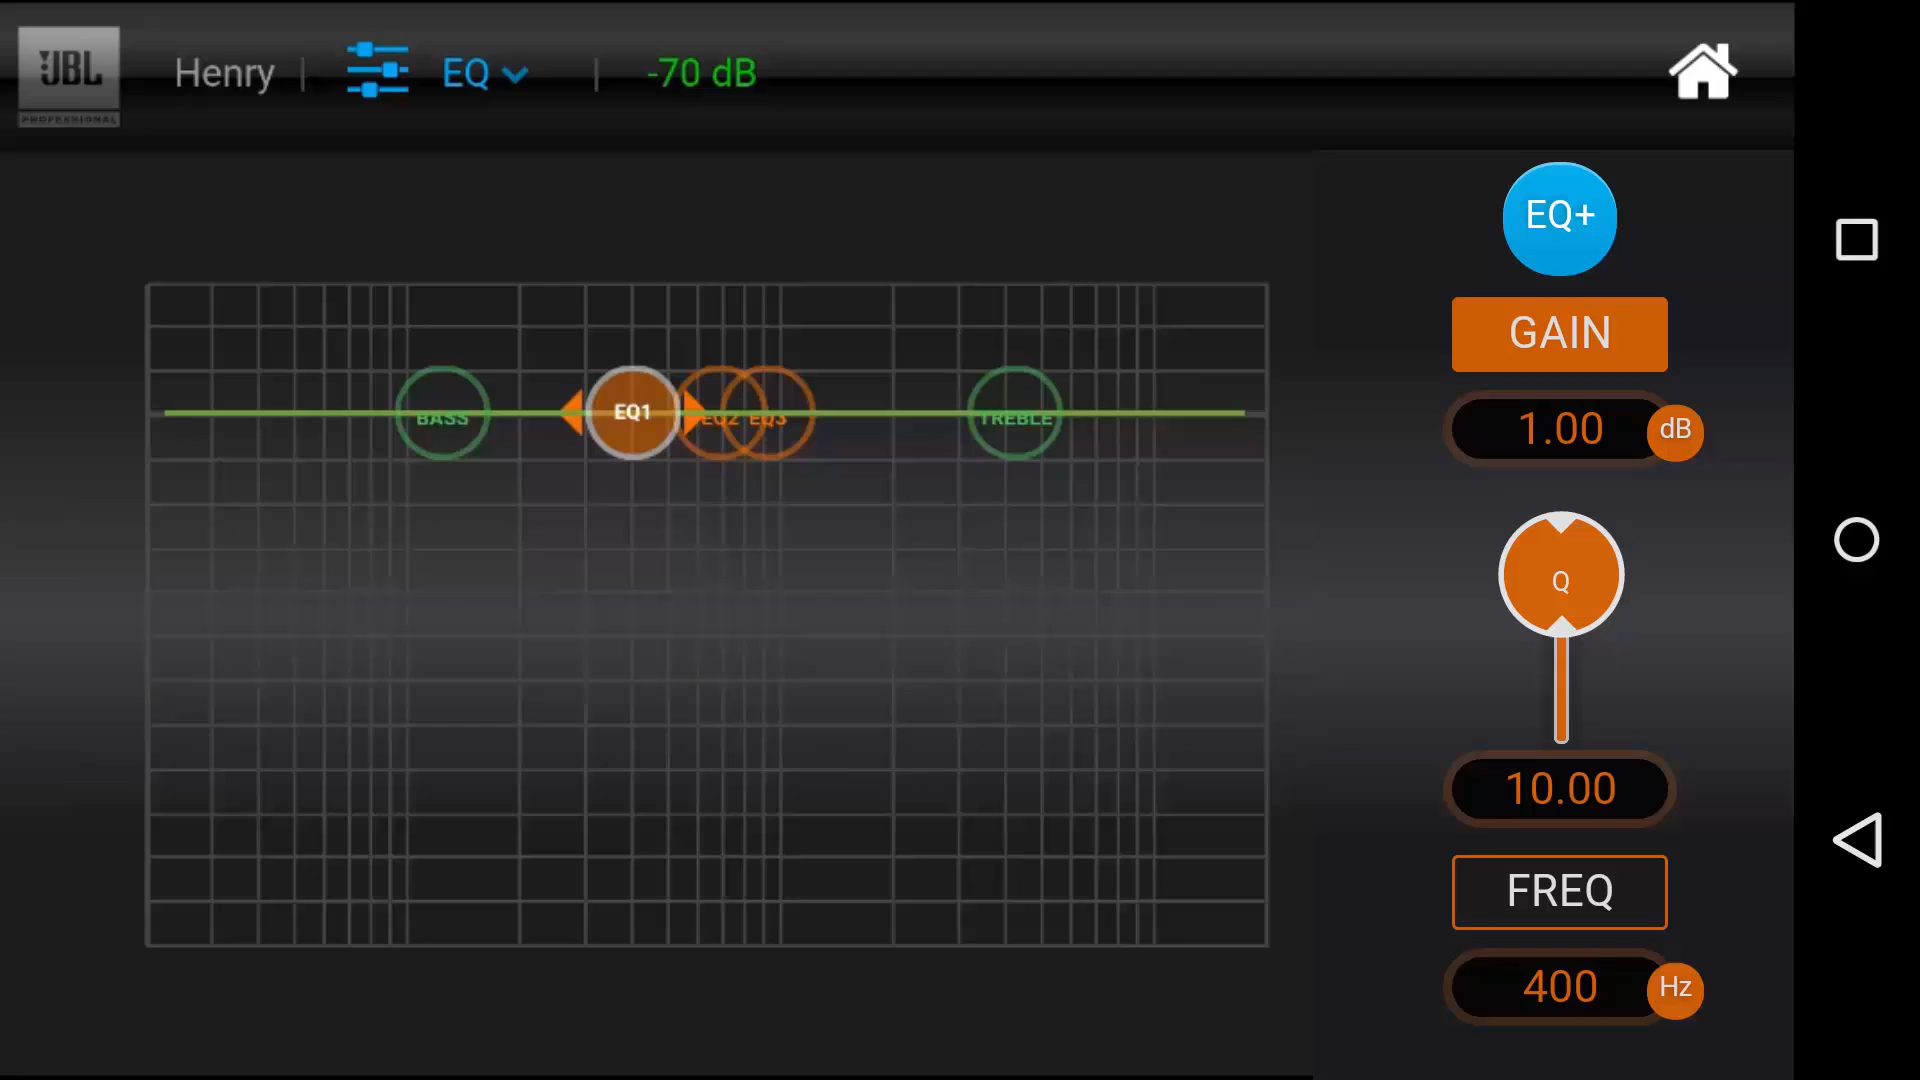 JBL
PROFESSIONAL
Henry | EQ | -70 dB
EQ+
GAIN
1.00 dB
BASS EQ1 EQ2 EQ3 TREBLE
Q
10.00
FREQ
400 Hz